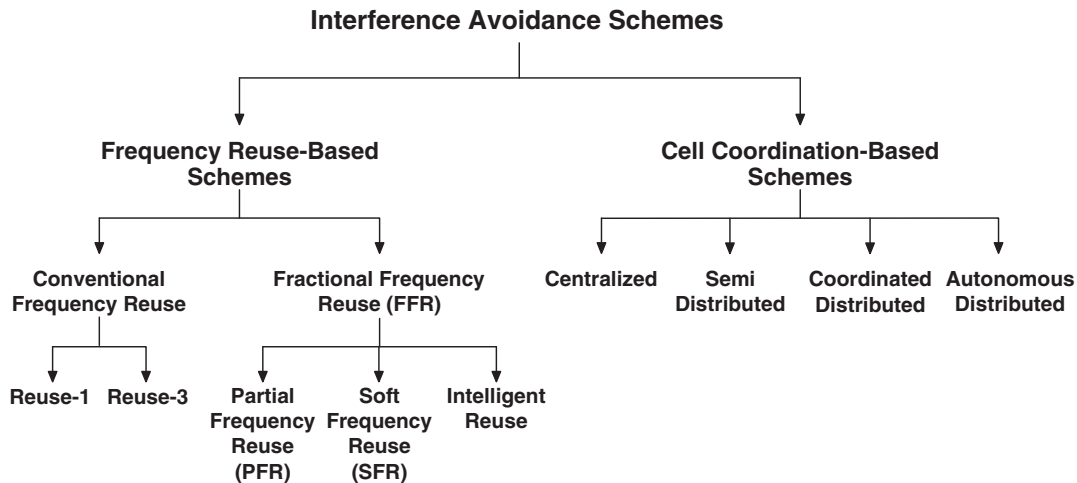 Interference Avoidance Schemes
Frequency Reuse-Based
Schemes
Cell Coordination-Based
Schemes
Conventional
Frequency Reuse
Fractional Frequency
Reuse (FFR)
Centralized
Semi
Distributed
Coordinated
Distributed
Autonomous
Distributed
Reuse-1
Reuse-3
Partial
Frequency
Reuse
(PFR)
Soft
Frequency
Reuse
(SFR)
Intelligent
Reuse